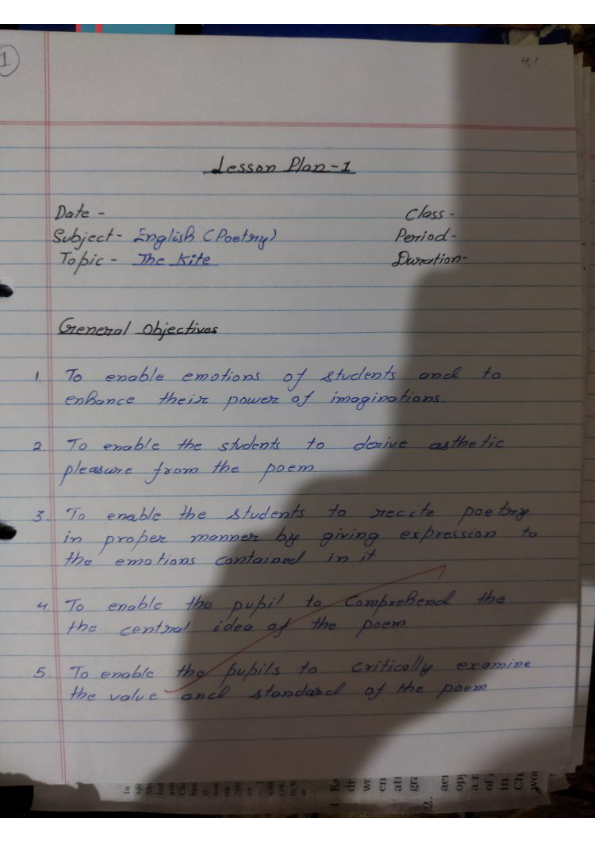 1
4,1
Lesson Plan-1
Date - Class -
Subject- English (Poetry) Period-
Topic - The Kite Duration-
General Objectives
1. To enable emotions of students and to
enhance their power of imaginations
2. To enable the students to derive asthetic
pleasure from the poem
3. To enable the students to recite poetry
in proper manner by giving expression to
the emotions contained in it
4. To enable the pupil to comprehend the
the central idea of the poem
5. To enable the pupils to critically examine
the value and standard of the poem